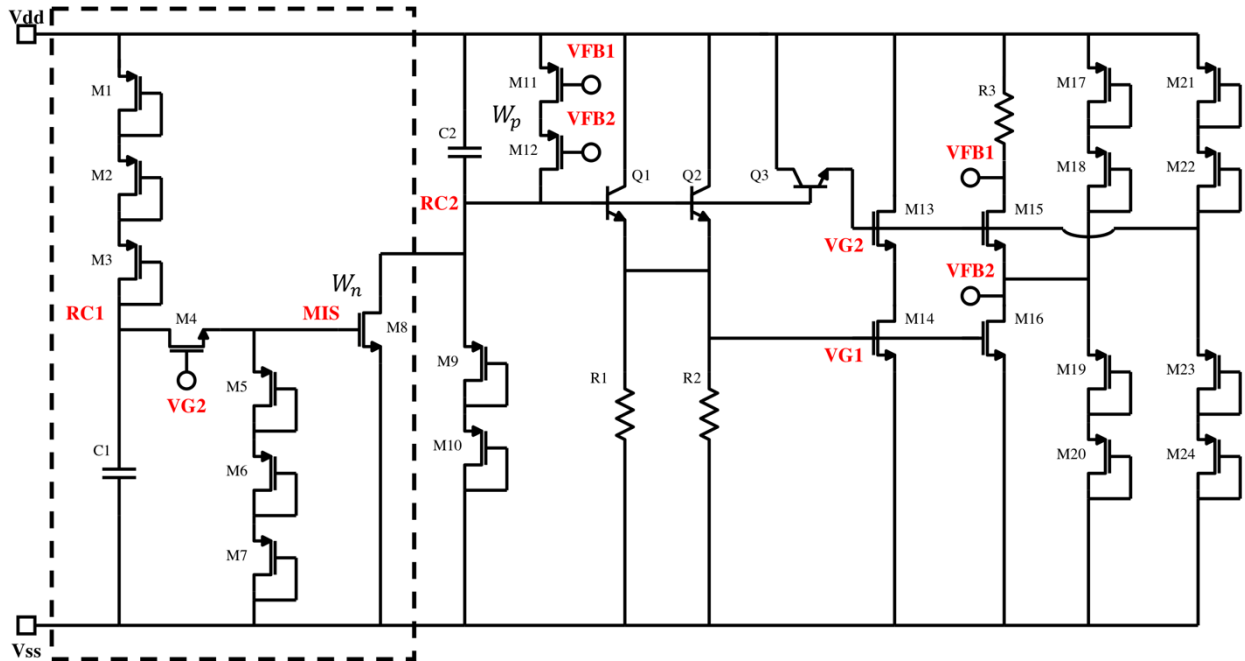 Vdd
VFB1
M11
M1
M17
M21
R3
W_p
VFB2
C2
M12
VFB1
M2
Q1
Q2
Q3
M18
M22
RC2
M13
M15
M3
VG2
W_n
VFB2
RC1
MIS
M4
M8
M14
M16
VG1
M9
M5
R1
R2
M19
M23
VG2
C1
M10
M6
M20
M24
M7
Vss